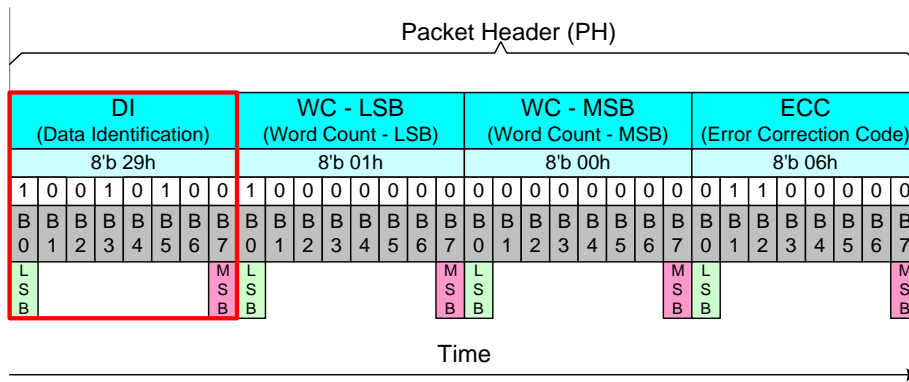 Packet Header (PH)
DI WC - LSB WC - MSB ECC
(Data Identification) (Word Count - LSB) (Word Count - MSB) (Error Correction Code)
8'b 29h 8'b 01h 8'b 00h 8'b 06h
1 0 0 1 0 1 0 0 1 0 0 0 0 0 0 0 0 0 0 0 0 0 0 0 0 1 1 0 0 0 0 0
B B B B B B B B B B B B B B B B B B B B B B B B B B B B B B B B
0 1 2 3 4 5 6 7 0 1 2 3 4 5 6 7 0 1 2 3 4 5 6 7 0 1 2 3 4 5 6 7
L M L M L M L M
S S S S S S S S
B B B B B B B B
Time